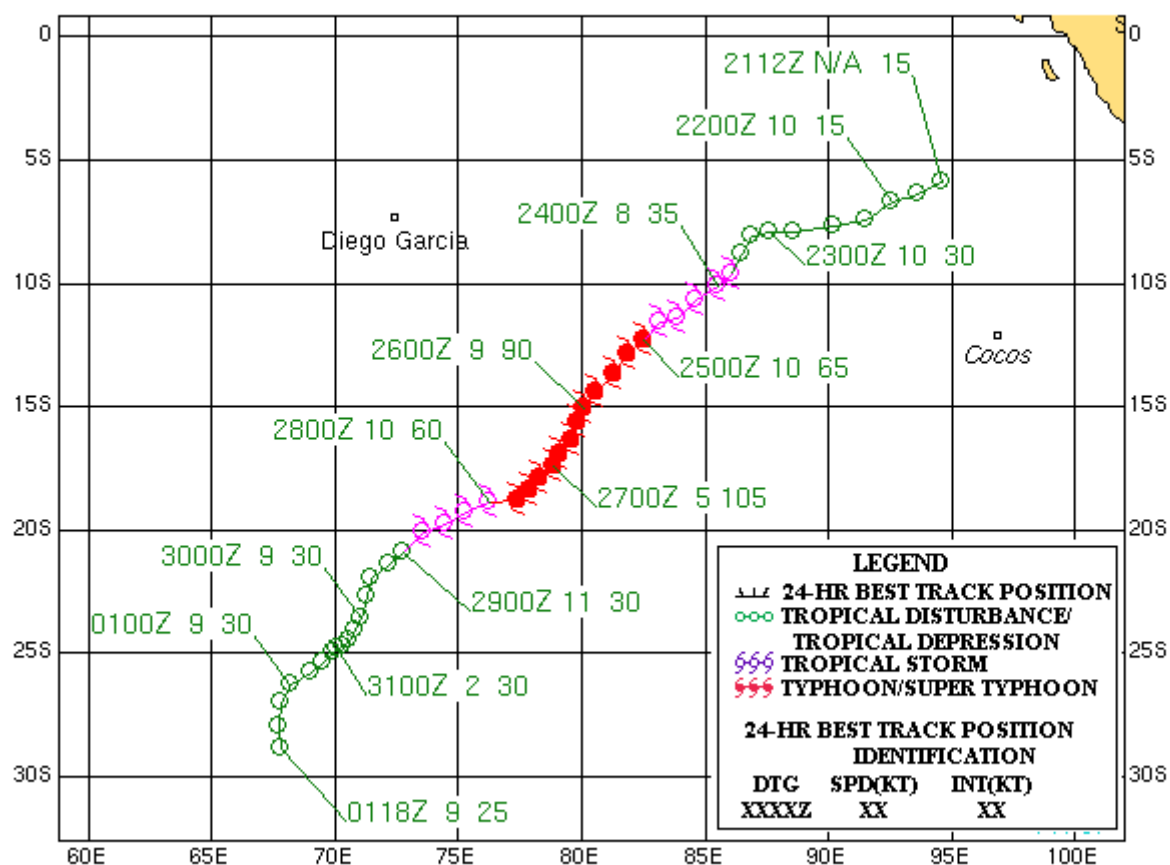 0
0
S
2112Z N/A 15
2200Z 10 15
5S
5S
2400Z 8 35
Diego Garcia
2300Z 10 30
10S
10S
2600Z 9 90
Cocos
2500Z 10 65
15S
15S
2800Z 10 60
2700Z 5 105
20S
20S
3000Z 9 30
2900Z 11 30
0100Z 9 30
25S
25S
3100Z 2 30
30S
30S
0118Z 9 25
LEGEND
24-HR BEST TRACK POSITION
TROPICAL DISTURBANCE/
TROPICAL DEPRESSION
TROPICAL STORM
TYPHOON/SUPER TYPHOON
24-HR BEST TRACK POSITION
IDENTIFICATION
DTG SPD(KT) INT(KT)
XXXXZ XX XX
60E 65E 70E 75E 80E 85E 90E 95E 100E